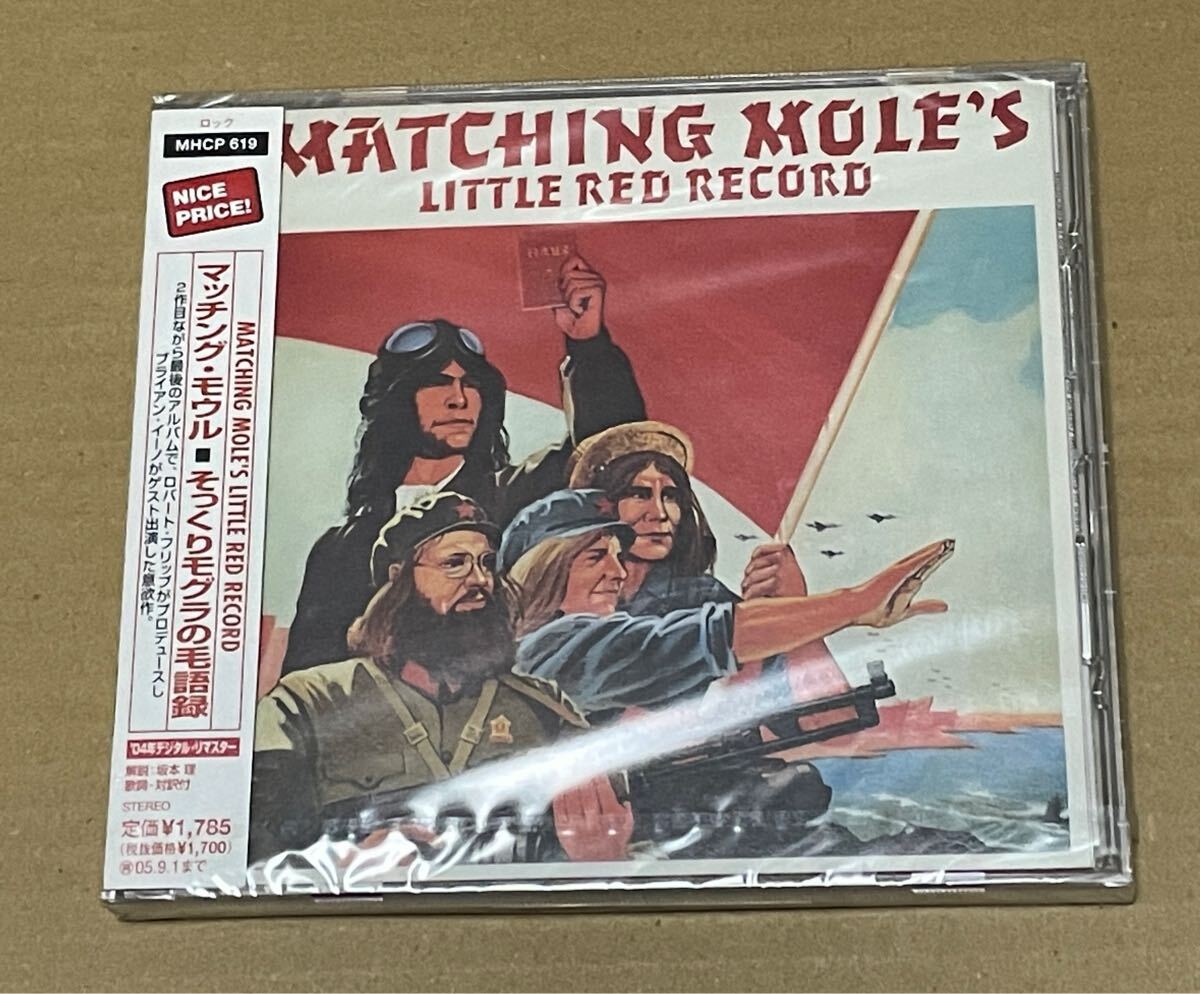 ロック
MHCP 619
NICE
PRICE!
MATCHING MOLE'S LITTLE RED RECORD
マッチング・モウル■そっくりモグラの毛語録
2作目ながら最後のアルバムで、ロバート・フリップがプロデュースし
ブライアン・イーノがゲスト出演した意欲作。
'04年デジタル・リマスター
解説:坂本 理
歌詞・対訳付
STEREO
定価¥1,785
(税抜価格¥1,700)
05.9.1まで
MATCHING MOLE'S
LITTLE RED RECORD